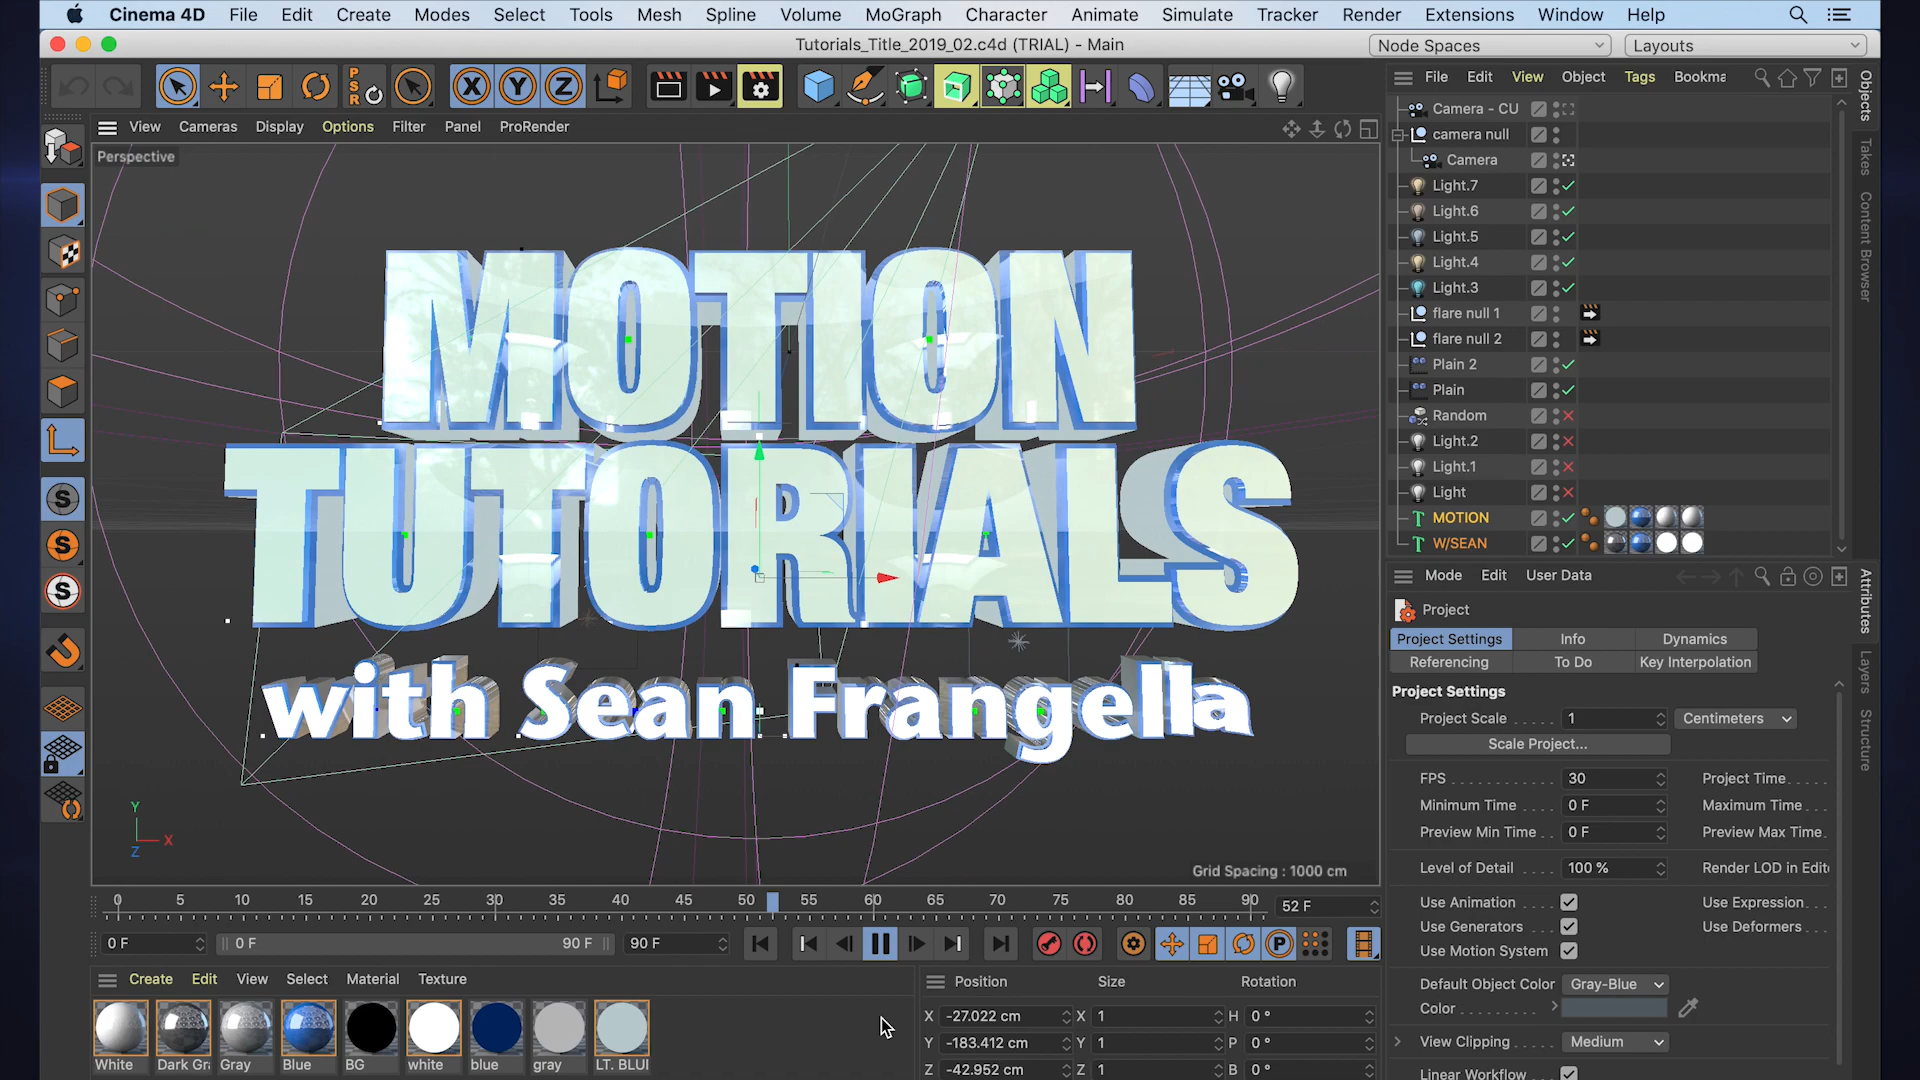 Cinema 4D File Edit Create Modes Select Tools Mesh Spline Volume MoGraph Character Animate Simulate Tracker Render Extensions Window Help
Tutorials_Title_2019_02.c4d (TRIAL) - Main
Node Spaces
Layouts
PSR
X Y Z
File Edit View Object Tags Bookma
View Cameras Display Options Filter Panel ProRender
Perspective
MOTION
TUTORIALS
with Sean Frangella
Y
X
Z
Grid Spacing : 1000 cm
S
S
S
Camera - CU
camera null
Camera
Light.7
Light.6
Light.5
Light.4
Light.3
flare null 1
flare null 2
Plain 2
Plain
Random
Light.2
Light.1
Light
MOTION
W/SEAN
Objects
Takes
Content Browser
Mode Edit User Data
Project
Project Settings Info Dynamics
Referencing To Do Key Interpolation
Project Settings
Project Scale 1 Centimeters
Scale Project...
FPS 30 Project Time
Minimum Time 0 F Maximum Time
Preview Min Time 0 F Preview Max Time
Level of Detail 100 % Render LOD in Edit
Use Animation Use Expression
Use Generators Use Deformers
Use Motion System
Default Object Color Gray-Blue
Color
View Clipping Medium
Linear Workflow
Attributes
Layers
Structure
0 5 10 15 20 25 30 35 40 45 50 55 60 65 70 75 80 85 90
52 F
0 F 0 F 90 F 90 F
P
Create Edit View Select Material Texture
White Dark Gr Gray Blue BG white blue gray LT. BLUI
Position Size Rotation
X -27.022 cm X 1 H 0 °
Y -183.412 cm Y 1 P 0 °
Z -42.952 cm Z 1 B 0 °